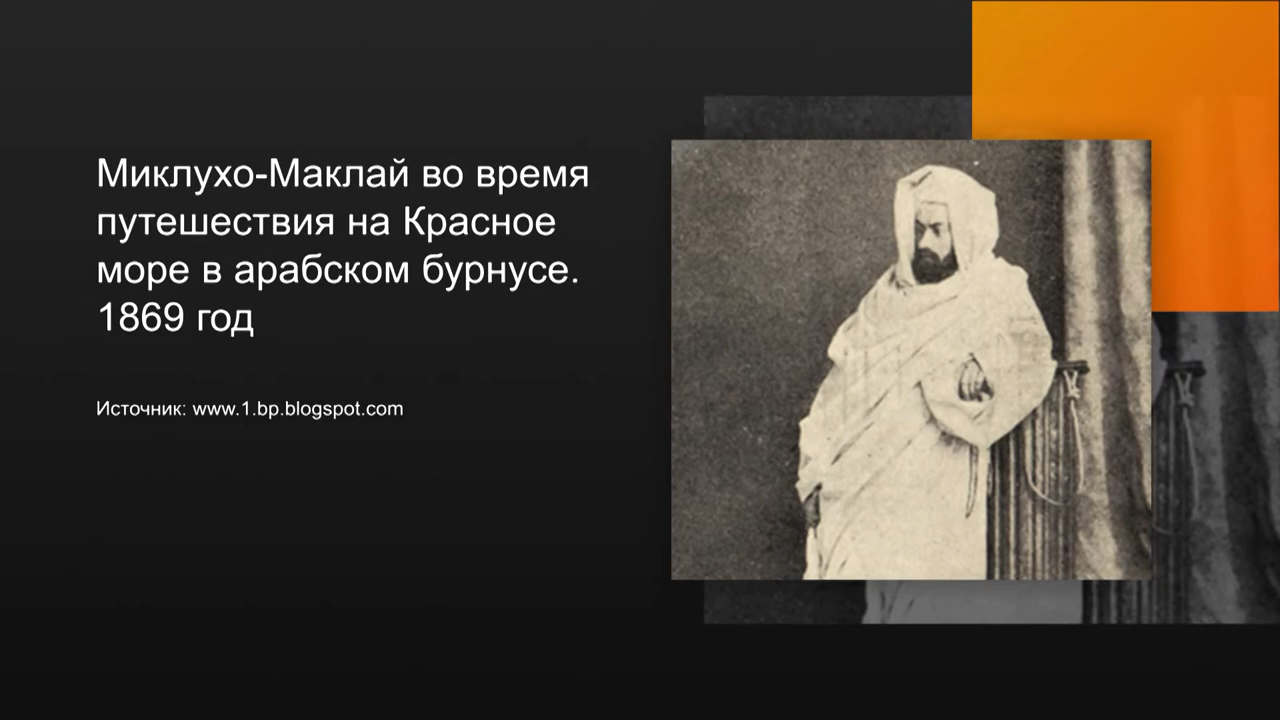 Миклухо-Маклай во время
путешествия на Красное
море в арабском бурнусе.
1869 год
Источник: www.1.bp.blogspot.com